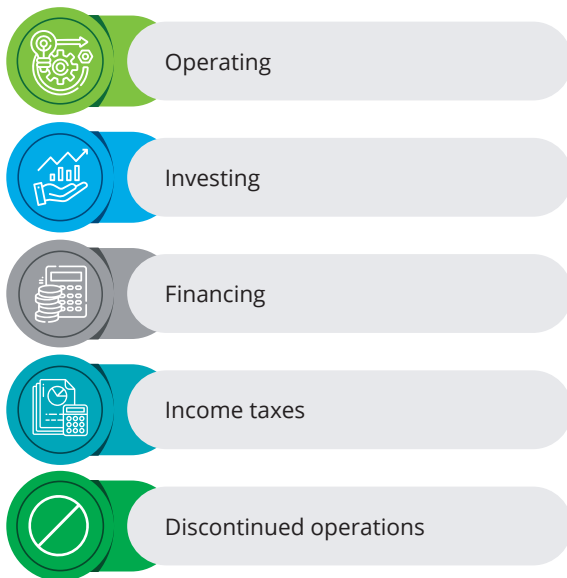 Operating
Investing
Financing
Income taxes
Discontinued operations